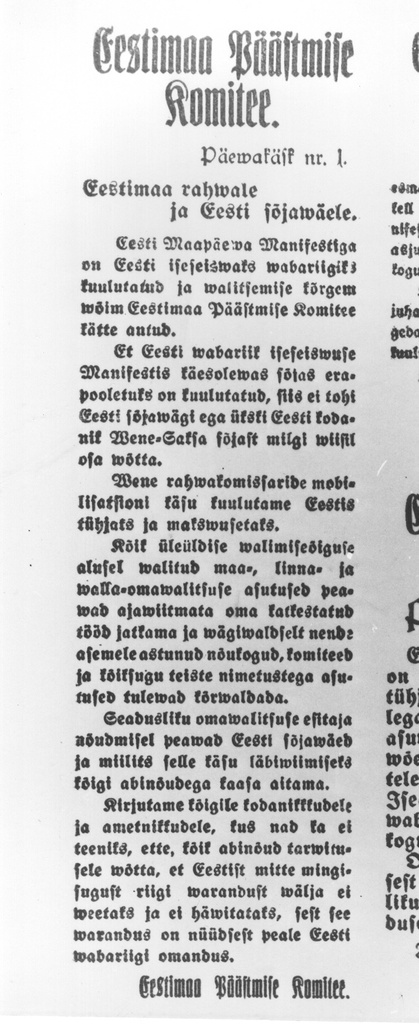 Eestimaa Päästmise
Komitee.
Päewakäsk nr. 1.
Eestimaa rahwale
ja Eesti sõjawäele.
Eesti Maapäewa Manifestiga
on Eesti iseseiswaks wabariigiks
kuulutatud ja walitsemise kõrgem
wõim Eestimaa Päästmise Komitee
kätte antud.
Et Eesti wabariik iseseiswuse
Manifestis käesolewas sõjas era-
pooletuks on kuulutatud, siis ei tohi
Eesti sõjawägi ega ükski Eesti koda-
nik Wene-Saksa sõjast milgi wiisil
osa wõtta.
Wene rahwakomissaride mobi-
lisatsioni käsu kuulutame Eestis
tühjaks ja makswusetaks.
Kõik üleüldise walimiseõiguse
alusel walitud maa-, linna- ja
walla-omawalitsuse asutused pea-
wad ajawiitmata oma katkestatud
tööd jatkama ja wägiwaldselt nende
asemele astunud nõukogud, komiteed
ja kõiksugu teiste nimetustega asu-
tused tulewad kõrwaldada.
Seadusliku omawalitsuse esitaja
nõudmisel peawad Eesti sõjawäed
ja miilits selle käsu läbiwiimiseks
kõigi abinõudega kaasa aitama.
Kirjutame kõigile kodanikkudele
ja ametnikkudele, kus nad ka ei
teeniks, ette, kõik abinõud tarwitu-
sele wõtta, et Eestist mitte mingi-
sugust riigi warandust wälja ei
weetaks ja ei häwitataks, sest see
warandus on nüüdsest peale Eesti
wabariigi omandus.
Eestimaa Päästmise Komitee.